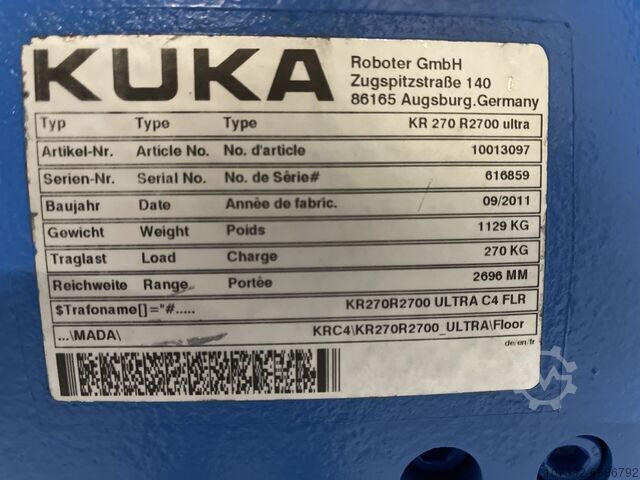 KUKA
Roboter GmbH
Zugspitzstraße 140
86165 Augsburg.Germany
Typ Type Type KR 270 R2700 ultra
Artikel-Nr. Article No. No. d'article 10013097
Serien-Nr. Serial No. No. de Série# 616859
Baujahr Date Année de fabric. 09/2011
Gewicht Weight Poids 1129 KG
Traglast Load Charge 270 KG
Reichweite Range Portée 2696 MM
$Trafoname[]="#..... KR270R2700 ULTRA C4 FLR
...\MADA\ KRC4\KR270R2700_ULTRA\Floor
de/en/fr